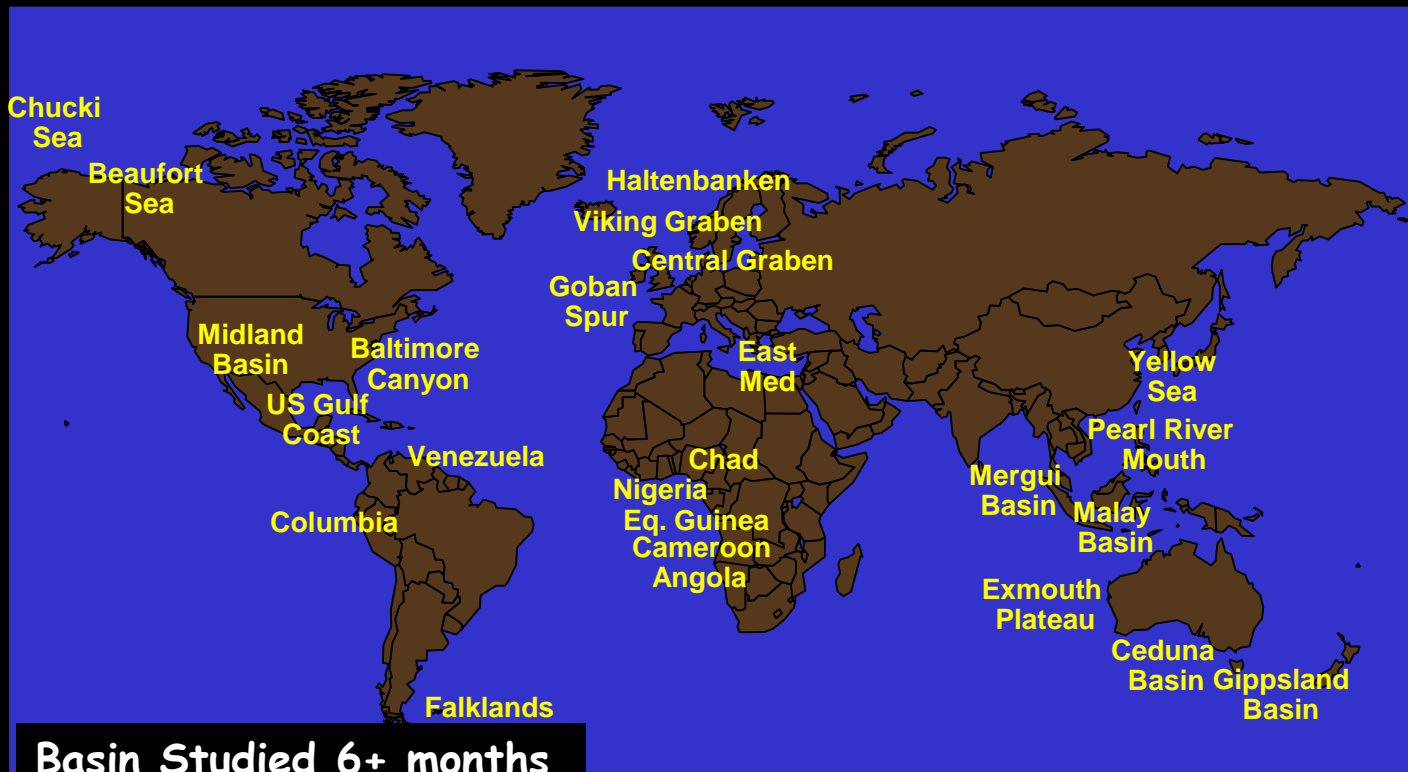 Chucki
Sea
Beaufort
Sea
Haltenbanken
Viking Graben
Central Graben
Goban
Spur
Midland
Basin
Baltimore
Canyon
US Gulf
Coast
East
Med
Yellow
Sea
Pearl River
Mouth
Venezuela
Chad
Nigeria
Mergui
Basin
Malay
Basin
Columbia
Eq. Guinea
Cameroon
Angola
Exmouth
Plateau
Ceduna
Basin
Gippsland
Basin
Falklands
Basin Studied 6+ months